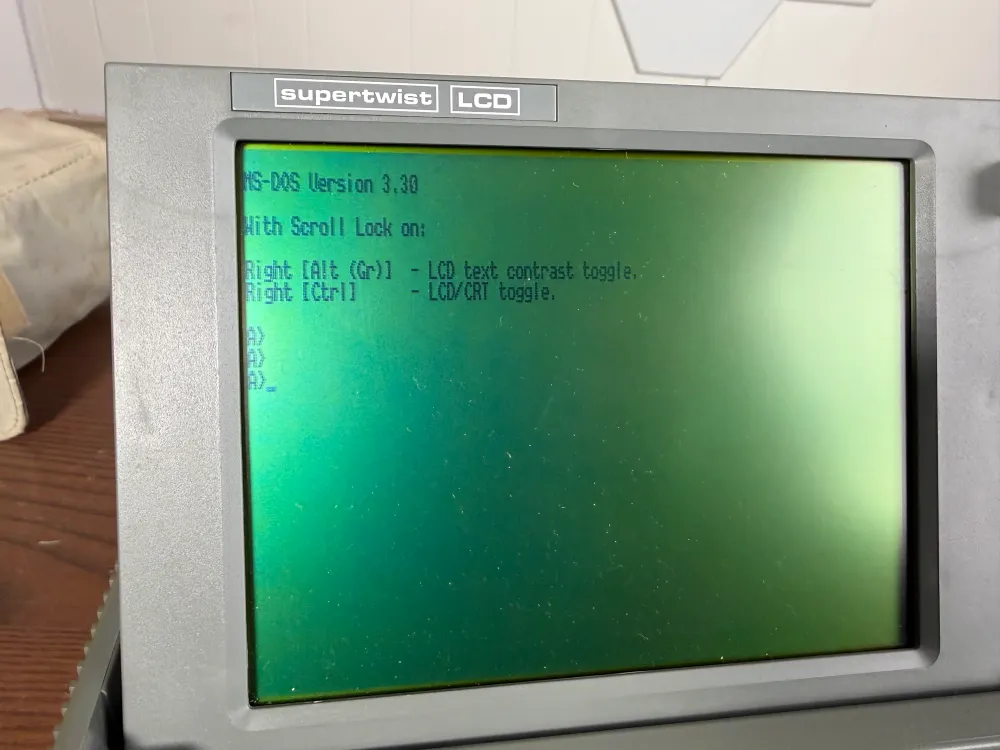 supertwist LCD
MS-DOS Version 3.30
With Scroll Lock on:
Right [Alt (Gr)] - LCD text contrast toggle.
Right [Ctrl] - LCD/CRT toggle.
A>
A>
A>_